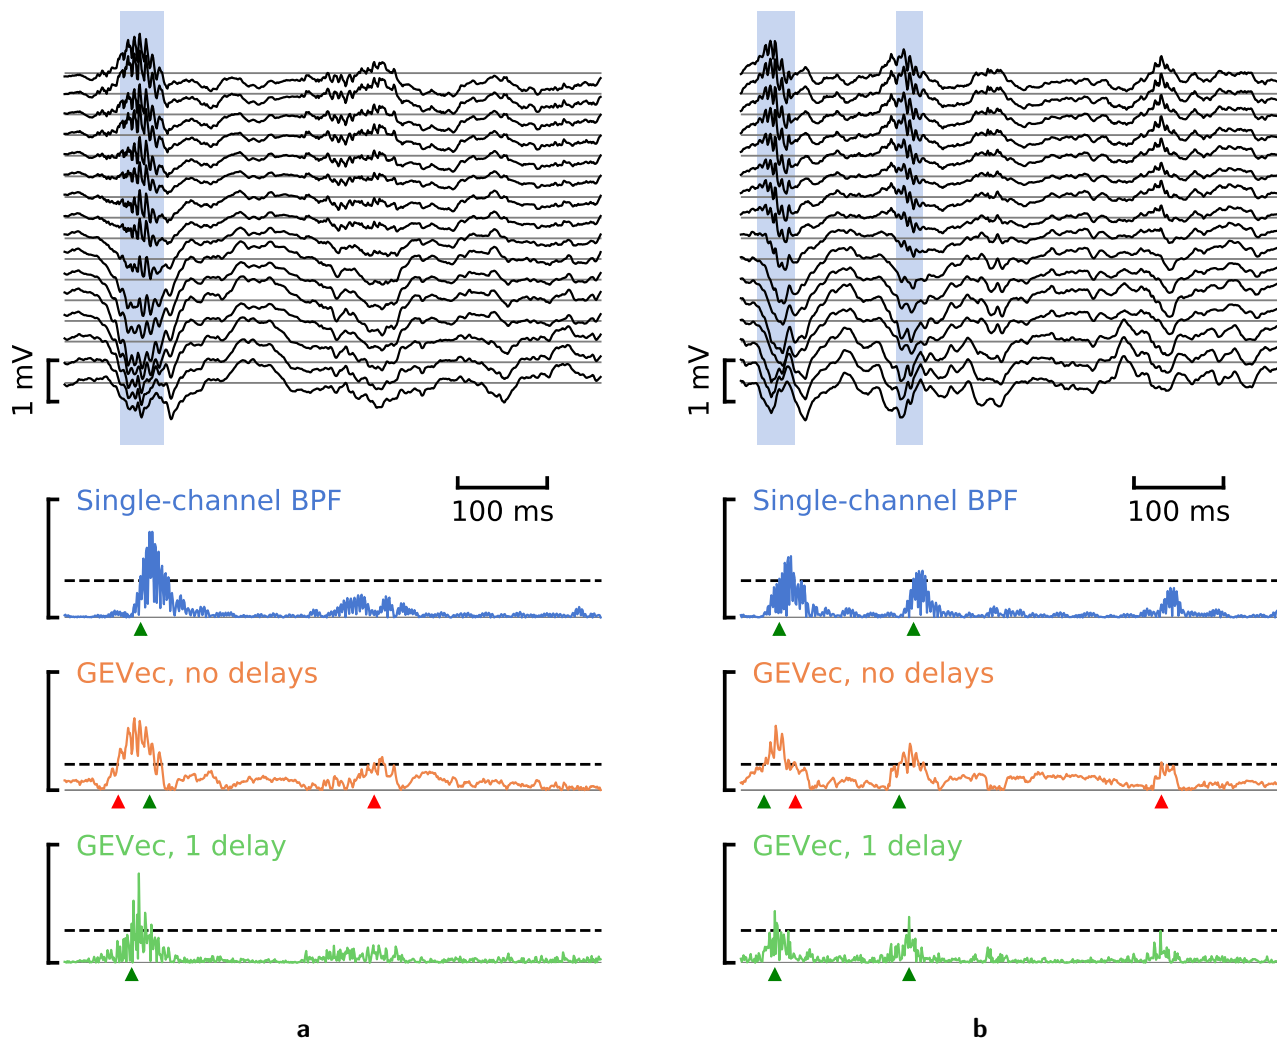 1 mV
1 mV
Single-channel BPF
100 ms
Single-channel BPF
100 ms
GEVec, no delays
GEVec, no delays
GEVec, 1 delay
GEVec, 1 delay
a
b